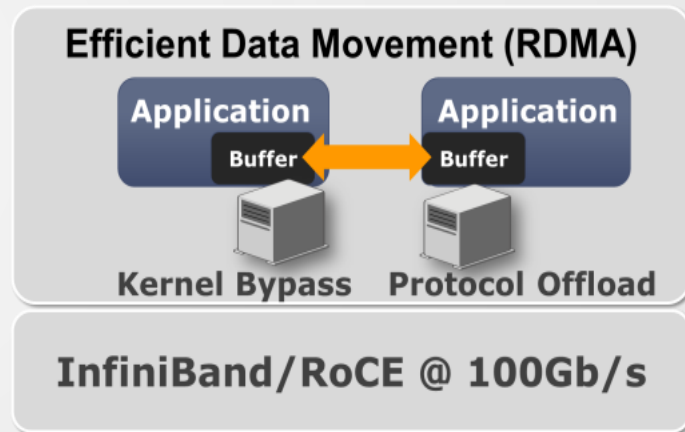 Efficient Data Movement (RDMA)
Application Application
Buffer Buffer
Kernel Bypass Protocol Offload
InfiniBand/RoCE @ 100Gb/s